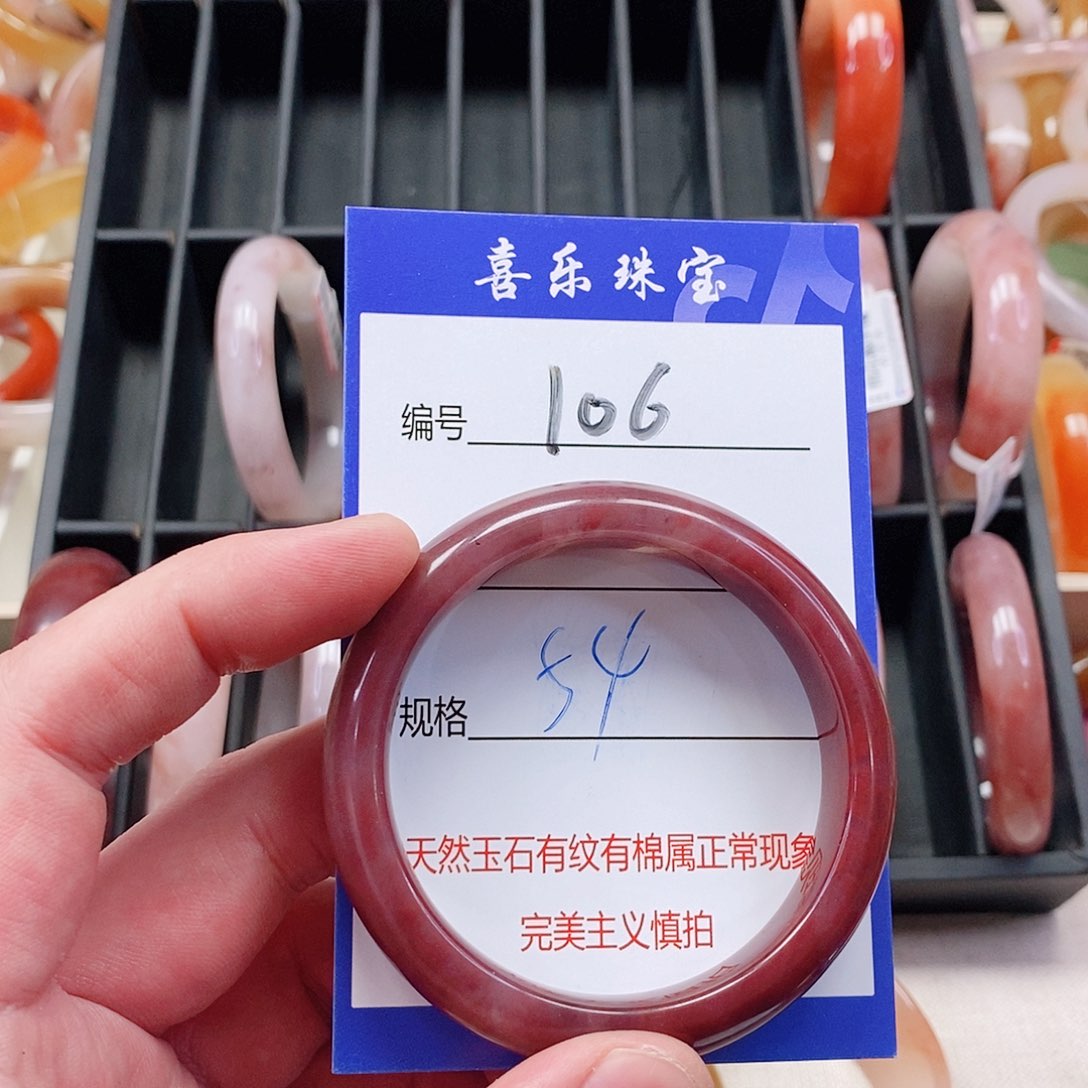 喜乐珠宝
编号 106
规格 54
天然玉石有纹有棉属正常现象
完美主义慎拍